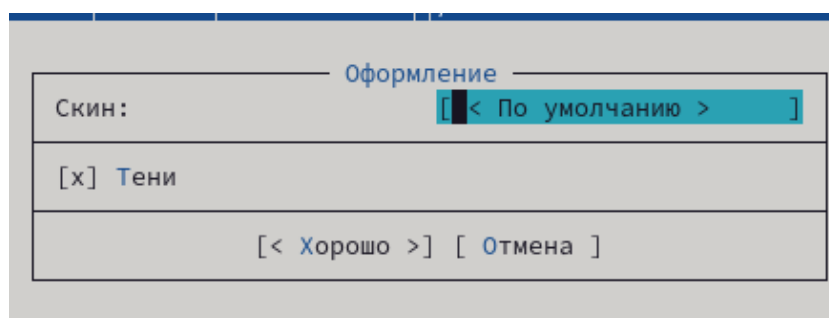 Оформление
Скин: [ < По умолчанию > ]
[x] Тени
[< Хорошо >] [ Отмена ]